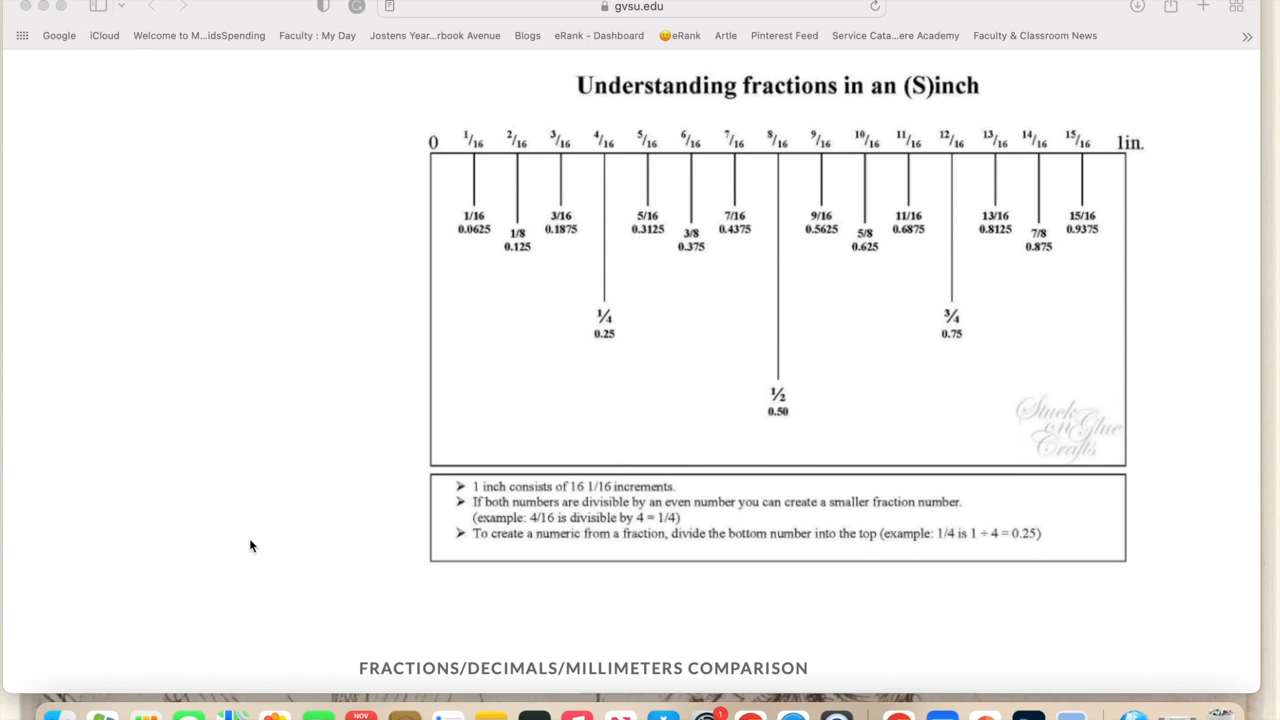 gvsu.edu
Google iCloud Welcome to M...idsSpending Faculty : My Day Jostens Year...rbook Avenue Blogs eRank - Dashboard eRank Artle Pinterest Feed Service Cata...ere Academy Faculty & Classroom News
Understanding fractions in an (S)inch
0 1/16 2/16 3/16 4/16 5/16 6/16 7/16 8/16 9/16 10/16 11/16 12/16 13/16 14/16 15/16 1in.
1/16 3/16 5/16 7/16 9/16 11/16 13/16 15/16
0.0625 0.1875 0.3125 0.4375 0.5625 0.6875 0.8125 0.9375
1/8 3/8 5/8 7/8
0.125 0.375 0.625 0.875
1/4 3/4
0.25 0.75
1/2
0.50
Stuck
on Glue
Crafts
➤ 1 inch consists of 16 1/16 increments.
➤ If both numbers are divisible by an even number you can create a smaller fraction number.
(example: 4/16 is divisible by 4 = 1/4)
➤ To create a numeric from a fraction, divide the bottom number into the top (example: 1/4 is 1 ÷ 4 = 0.25)
FRACTIONS/DECIMALS/MILLIMETERS COMPARISON
NOV
1